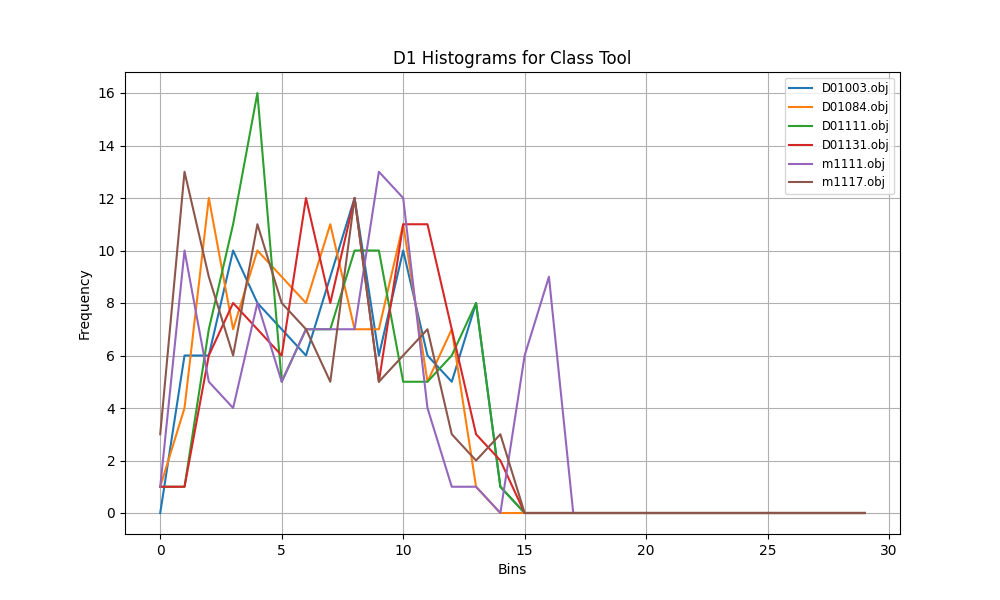 D1 Histograms for Class Tool
D01003.obj
D01084.obj
D01111.obj
D01131.obj
m1111.obj
m1117.obj
Frequency
16
14
12
10
8
6
4
2
0
0 5 10 15 20 25 30
Bins